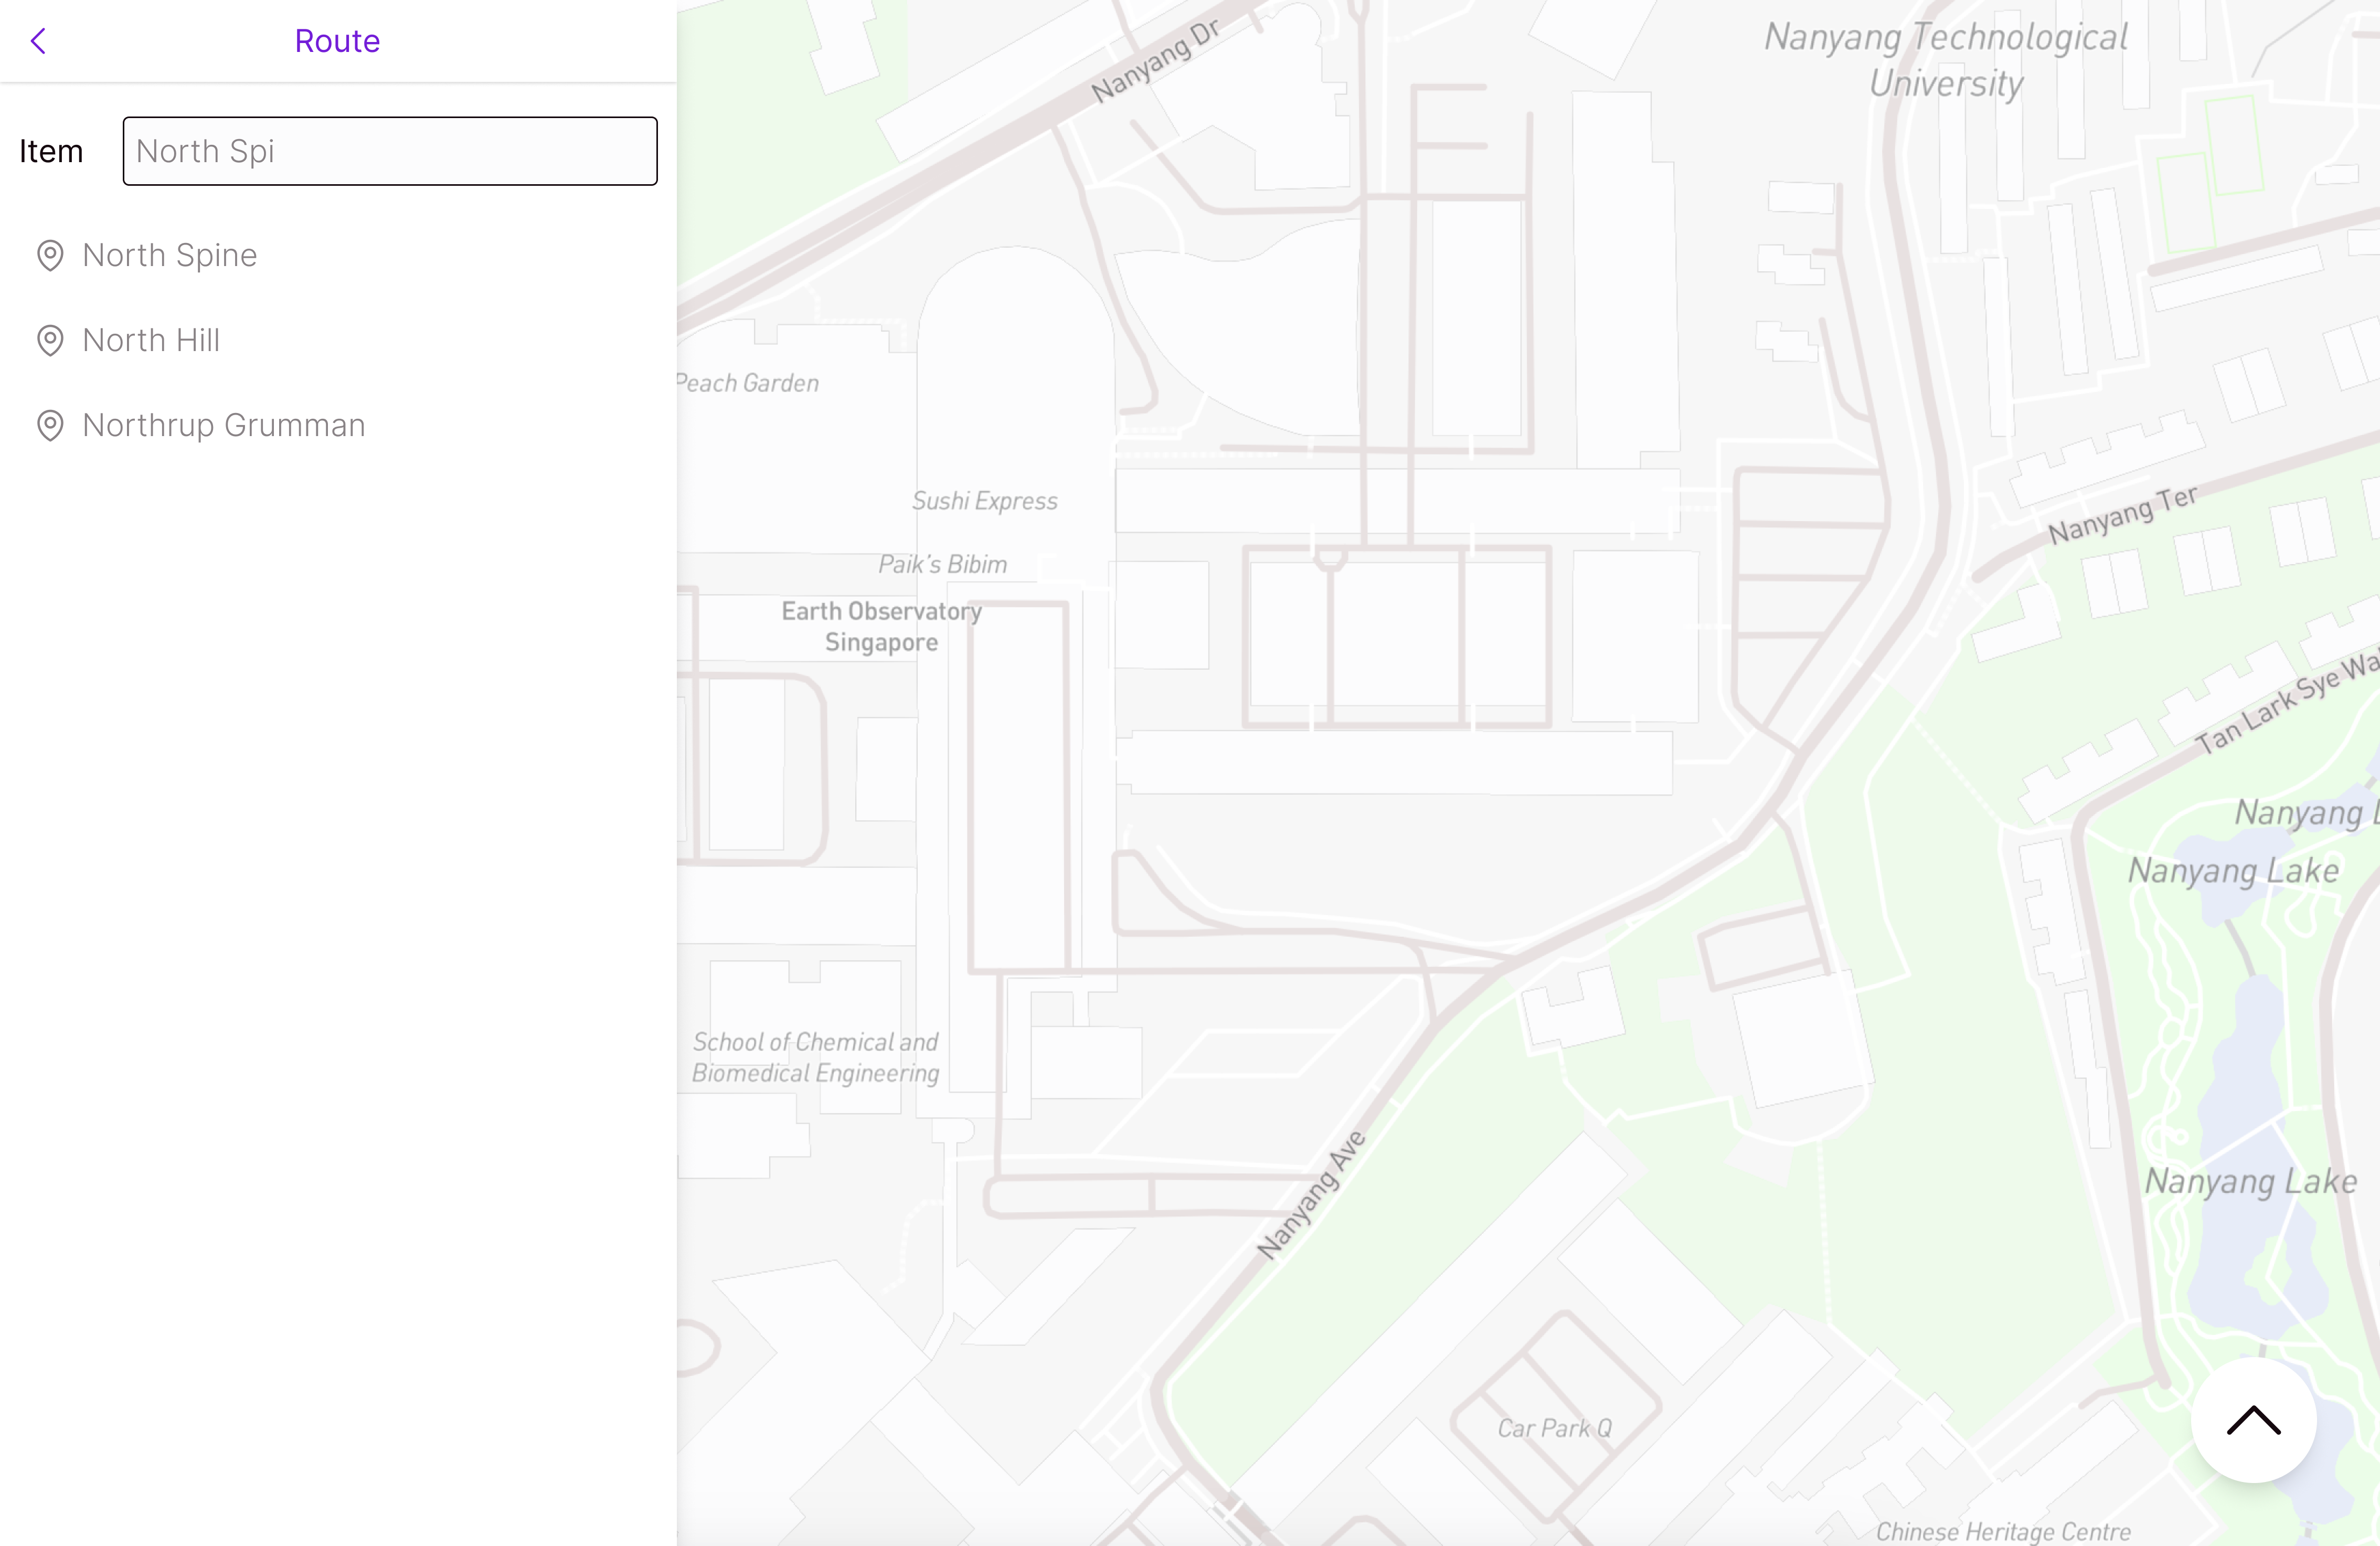 Route
Item
North Spi
North Spine
North Hill
Northrup Grumman
Nanyang Dr
Nanyang Technological
University
Peach Garden
Sushi Express
Paik's Bibim
Earth Observatory
Singapore
Nanyang Ter
Tan Lark Sye Wal
Nanyang L
Nanyang Lake
School of Chemical and
Biomedical Engineering
Nanyang Ave
Nanyang Lake
Car Park Q
Chinese Heritage Centre